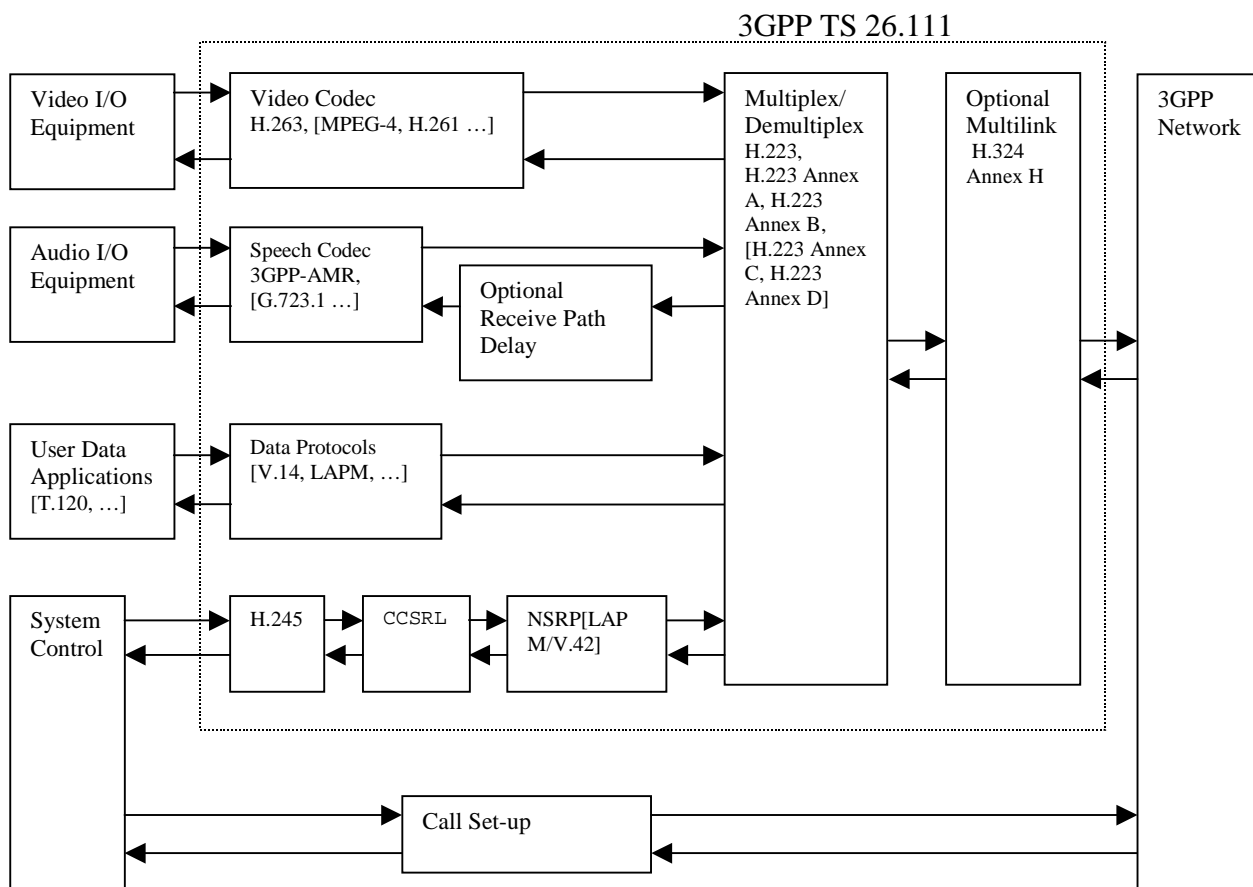 3GPP TS 26.111
Video I/O
Equipment
Video Codec
H.263, [MPEG-4, H.261 …]
Multiplex/
Demultiplex
H.223,
H.223 Annex
A, H.223
Annex B,
[H.223 Annex
C, H.223
Annex D]
Optional
Multilink
H.324
Annex H
3GPP
Network
Audio I/O
Equipment
Speech Codec
3GPP-AMR,
[G.723.1 …]
Optional
Receive Path
Delay
User Data
Applications
[T.120, …]
Data Protocols
[V.14, LAPM, …]
System
Control
H.245
CCSRL
NSRP[LAP
M/V.42]
Call Set-up